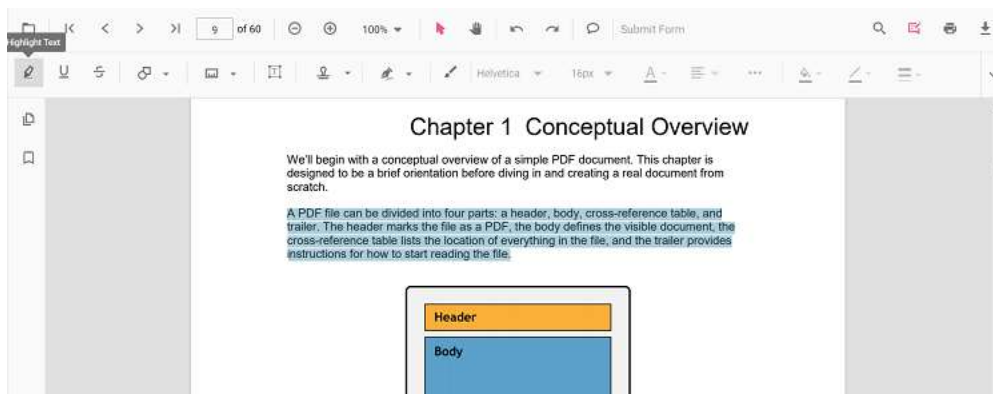 9 of 60 100% Submit Form
Highlight Text
Helvetica 16px A
Chapter 1 Conceptual Overview
We'll begin with a conceptual overview of a simple PDF document. This chapter is
designed to be a brief orientation before diving in and creating a real document from
scratch.
A PDF file can be divided into four parts: a header, body, cross-reference table, and
trailer. The header marks the file as a PDF, the body defines the visible document, the
cross-reference table lists the location of everything in the file, and the trailer provides
instructions for how to start reading the file.
Header
Body